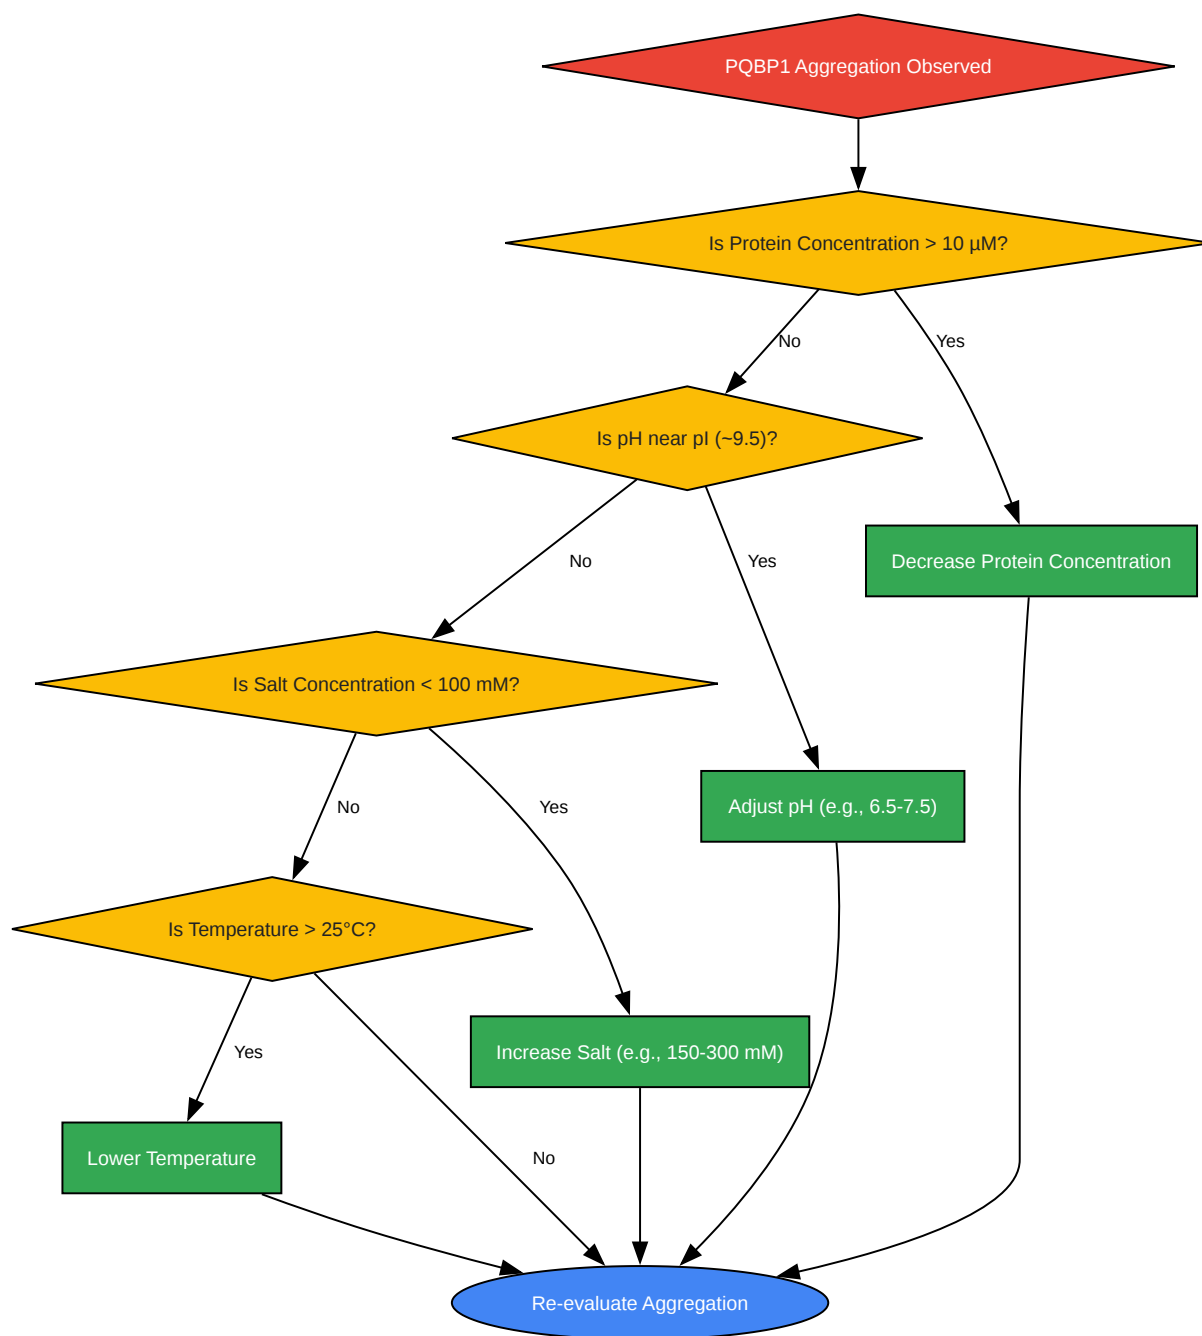 PQBP1 Aggregation Observed
Is Protein Concentration > 10 µM?
No
Yes
Is pH near pI (~9.5)?
No
Yes
Decrease Protein Concentration
Is Salt Concentration < 100 mM?
No
Yes
Adjust pH (e.g., 6.5-7.5)
Is Temperature > 25°C?
Yes
Increase Salt (e.g., 150-300 mM)
Lower Temperature
No
Re-evaluate Aggregation